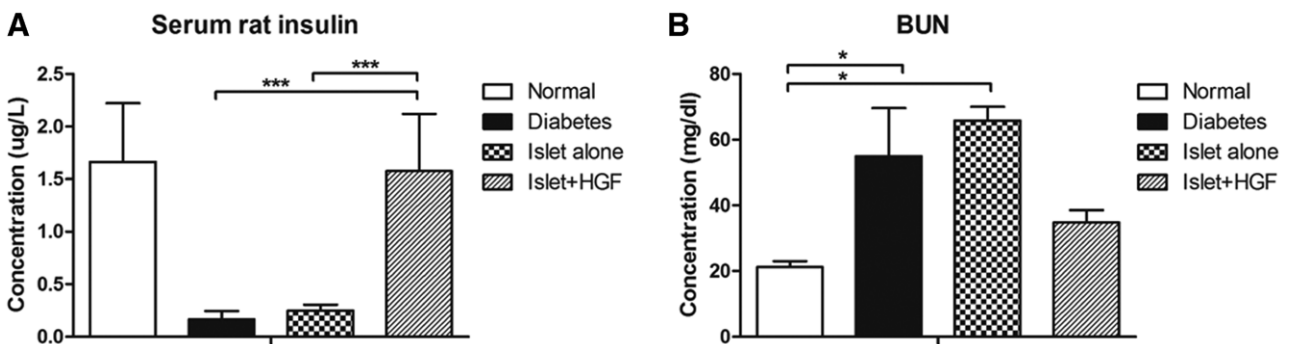 A
Serum rat insulin
Concentration (ug/L)
2.5
2.0
1.5
1.0
0.5
0.0
***
***
Normal
Diabetes
Islet alone
Islet+HGF
B
BUN
Concentration (mg/dl)
80
60
40
20
0
*
*
Normal
Diabetes
Islet alone
Islet+HGF